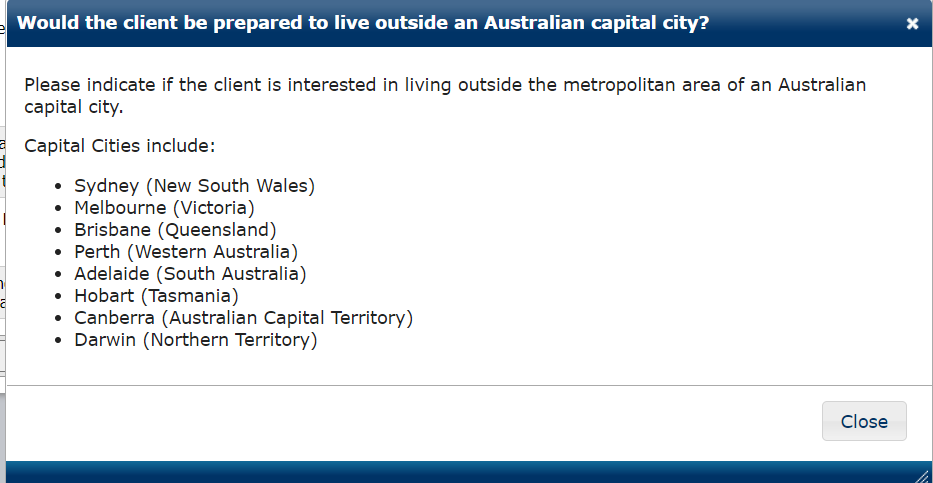 Would the client be prepared to live outside an Australian capital city?
Please indicate if the client is interested in living outside the metropolitan area of an Australian
capital city.
Capital Cities include:
• Sydney (New South Wales)
• Melbourne (Victoria)
• Brisbane (Queensland)
• Perth (Western Australia)
• Adelaide (South Australia)
• Hobart (Tasmania)
• Canberra (Australian Capital Territory)
• Darwin (Northern Territory)
Close